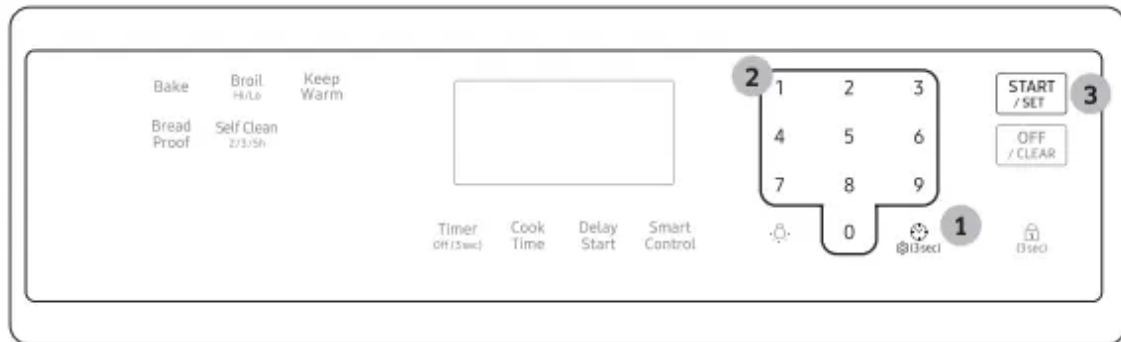 Bake
Broil
Hi/Lo
Keep
Warm
Bread
Proof
Self Clean
2/3/5h
Timer
Off (3 sec)
Cook
Time
Delay
Start
Smart
Control
2
1 2 3
4 5 6
7 8 9
0
(3 sec)
1
START
/ SET
3
OFF
/ CLEAR
(3 sec)